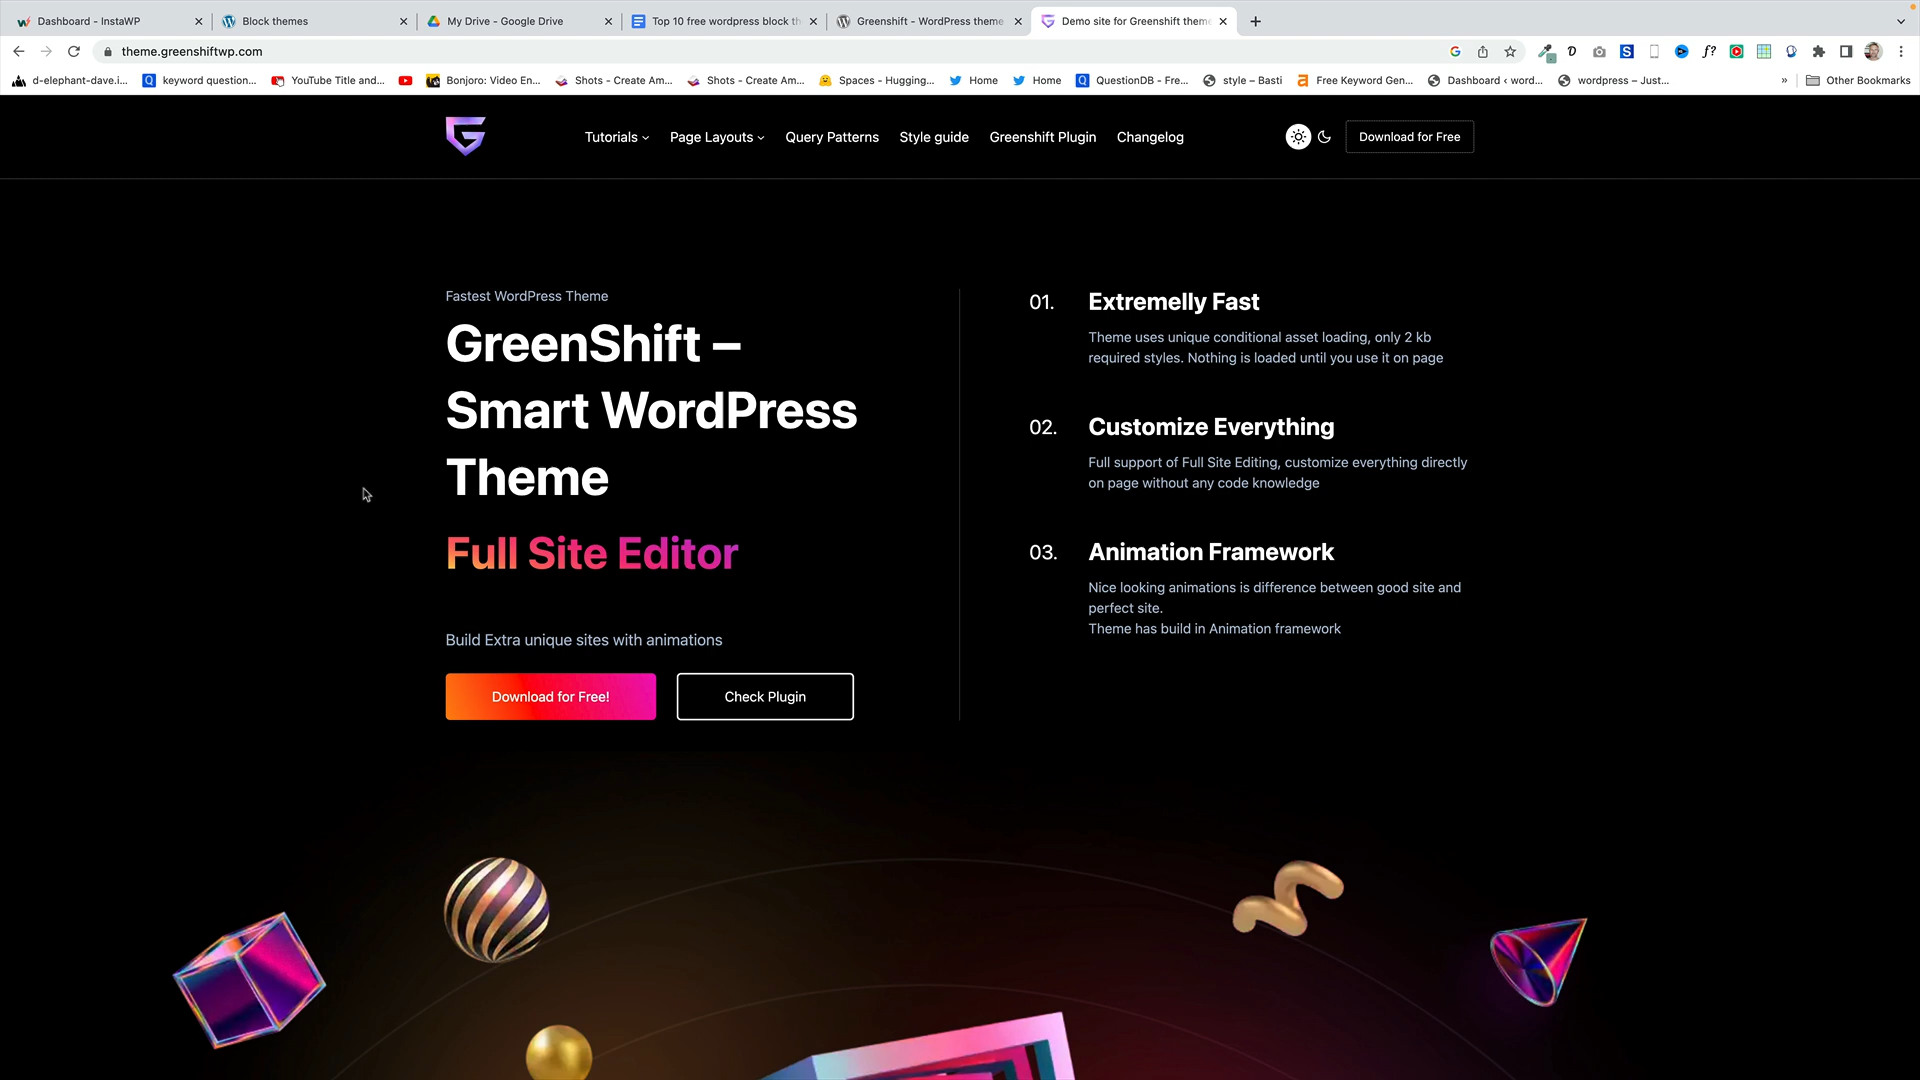 Dashboard - InstaWP
Block themes
My Drive - Google Drive
Top 10 free wordpress block th
Greenshift - WordPress theme
Demo site for Greenshift theme
theme.greenshiftwp.com
d-elephant-dave.i...
keyword question...
YouTube Title and...
Bonjoro: Video En...
Shots - Create Am...
Shots - Create Am...
Spaces - Hugging...
Home
Home
QuestionDB - Fre...
style – Basti
Free Keyword Gen...
Dashboard ‹ word...
wordpress – Just...
»
Other Bookmarks
Tutorials
Page Layouts
Query Patterns
Style guide
Greenshift Plugin
Changelog
Download for Free
Fastest WordPress Theme
GreenShift –
Smart WordPress
Theme
Full Site Editor
Build Extra unique sites with animations
Download for Free!
Check Plugin
01.
Extremelly Fast
Theme uses unique conditional asset loading, only 2 kb
required styles. Nothing is loaded until you use it on page
02.
Customize Everything
Full support of Full Site Editing, customize everything directly
on page without any code knowledge
03.
Animation Framework
Nice looking animations is difference between good site and
perfect site.
Theme has build in Animation framework